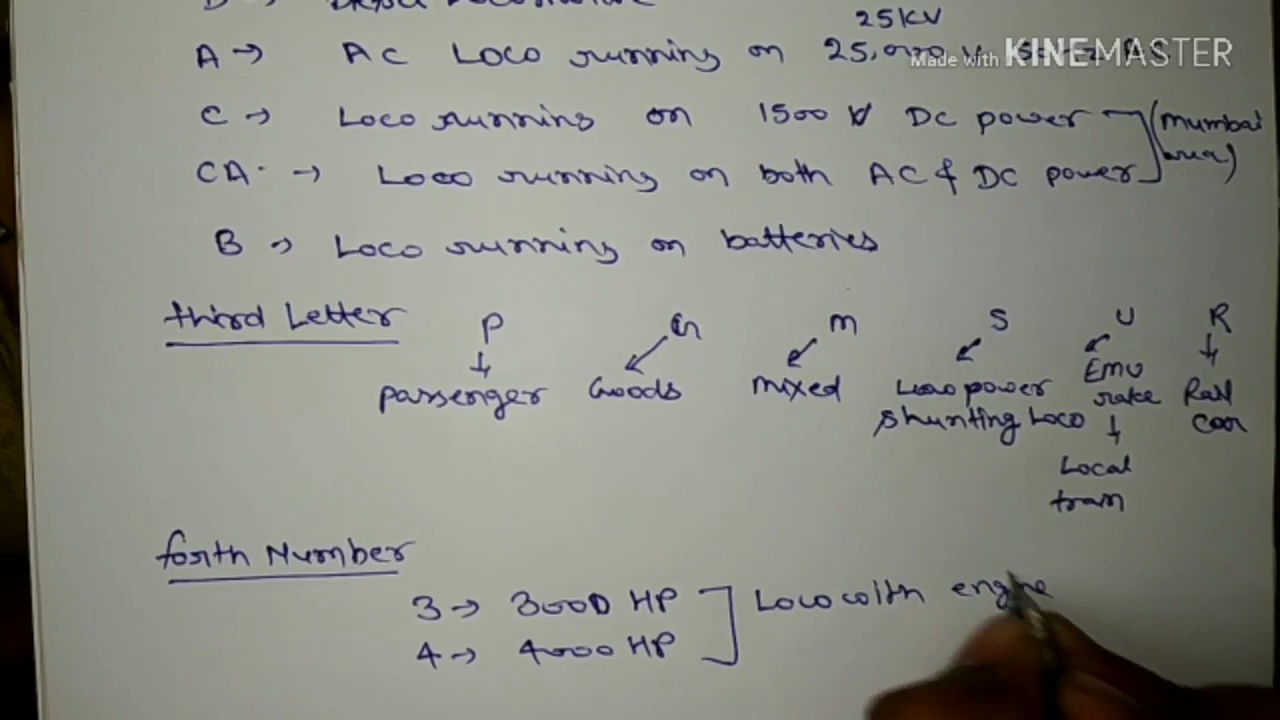 25KV
A → AC Loco running on 25,000 V
Made with KINEMASTER
C → Loco running on 1500 V DC power (mumbai
CA → Loco running on both AC & DC power area)
B → Loco running on batteries
third Letter P G m S U R
↓ ↙ ↙ ↙ ↙ ↓
passenger Goods mixed Low power EMU Rail
shunting Loco rake car
↓
Local
train
forth Number
3 → 3000 HP Loco with engine
4 → 4000 HP